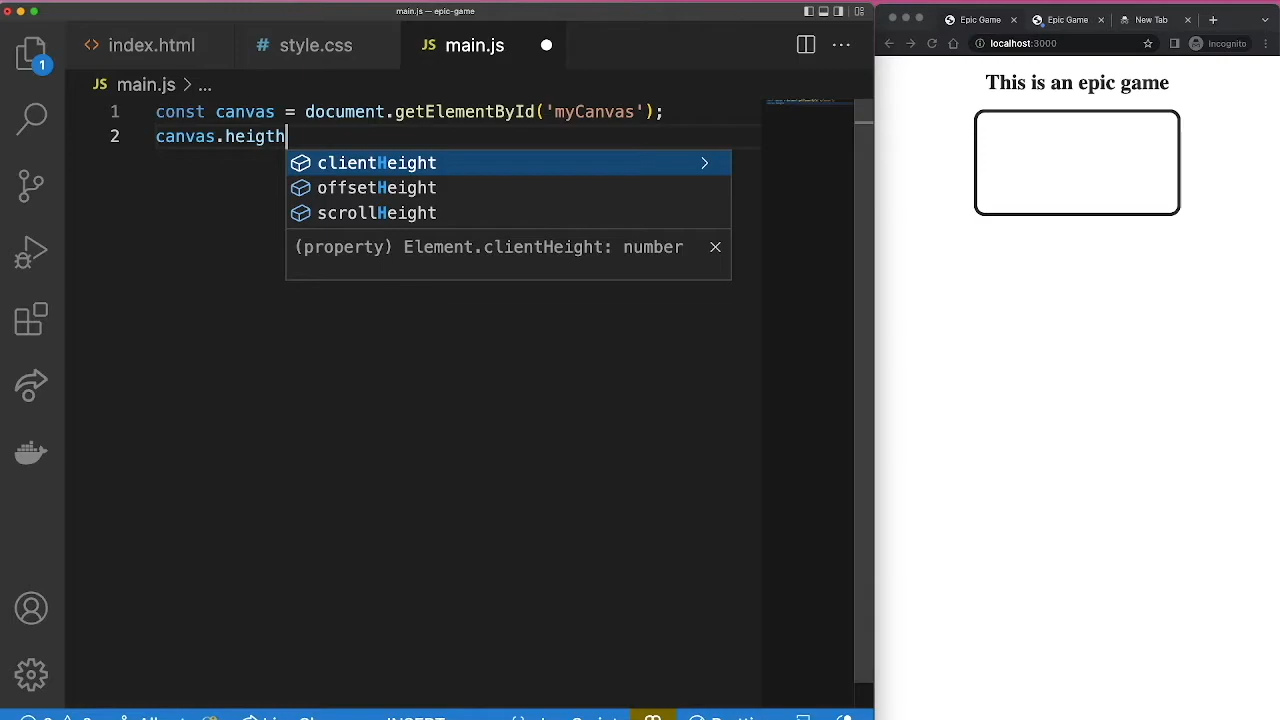 main.js — epic-game
index.html
# style.css
JS main.js
1
JS main.js > ...
1 const canvas = document.getElementById('myCanvas');
2 canvas.heigth
clientHeight
offsetHeight
scrollHeight
(property) Element.clientHeight: number
Epic Game
Epic Game
New Tab
localhost:3000
Incognito
This is an epic game